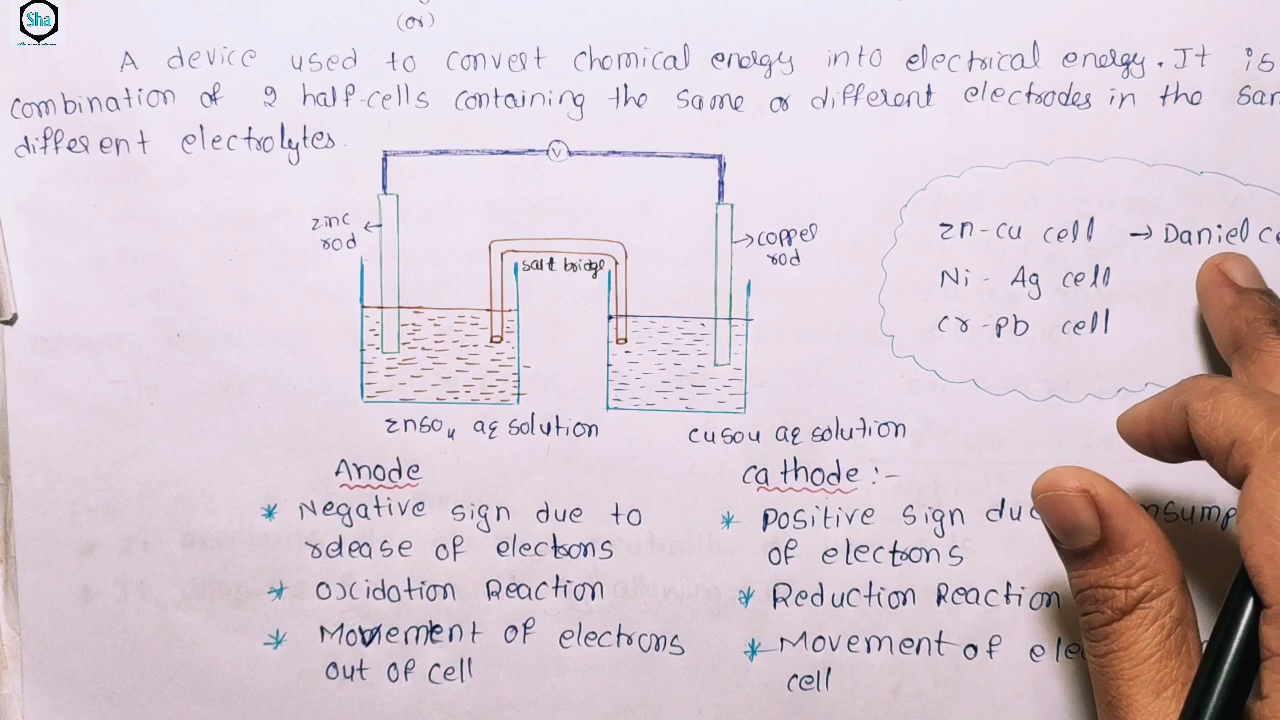 Sha
(or)
A device used to convert chemical energy into electrical energy. It is
combination of 2 half-cells containing the same or different electrodes in the
different electrolytes.
V
zinc
rod
copper
rod
salt bridge
zn-cu cell → Daniel
Ni - Ag cell
cr-pb cell
znso4 aq solution
cuso4 aq solution
Anode
* Negative sign due to
release of electrons
* Oxidation Reaction
* Movement of electrons
out of cell
cathode :-
* positive sign
of electrons
* Reduction Reaction
* Movement of
cell